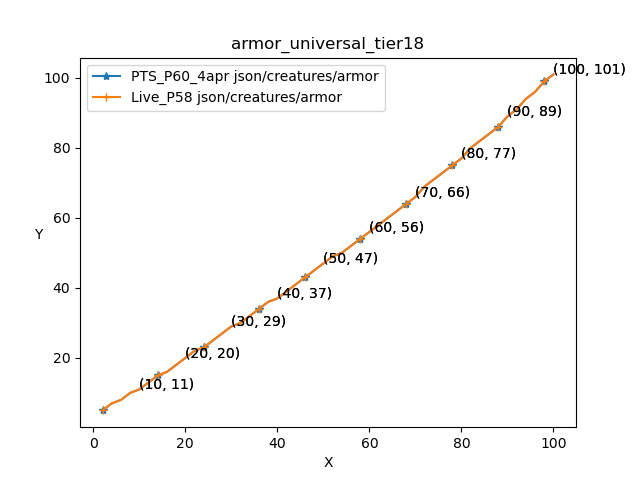 armor_universal_tier18
PTS_P60_4apr json/creatures/armor
Live_P58 json/creatures/armor
(100, 101)
(90, 89)
(80, 77)
(70, 66)
(60, 56)
(50, 47)
(40, 37)
(30, 29)
(20, 20)
(10, 11)
100
80
60
40
20
Y
0 20 40 60 80 100
X